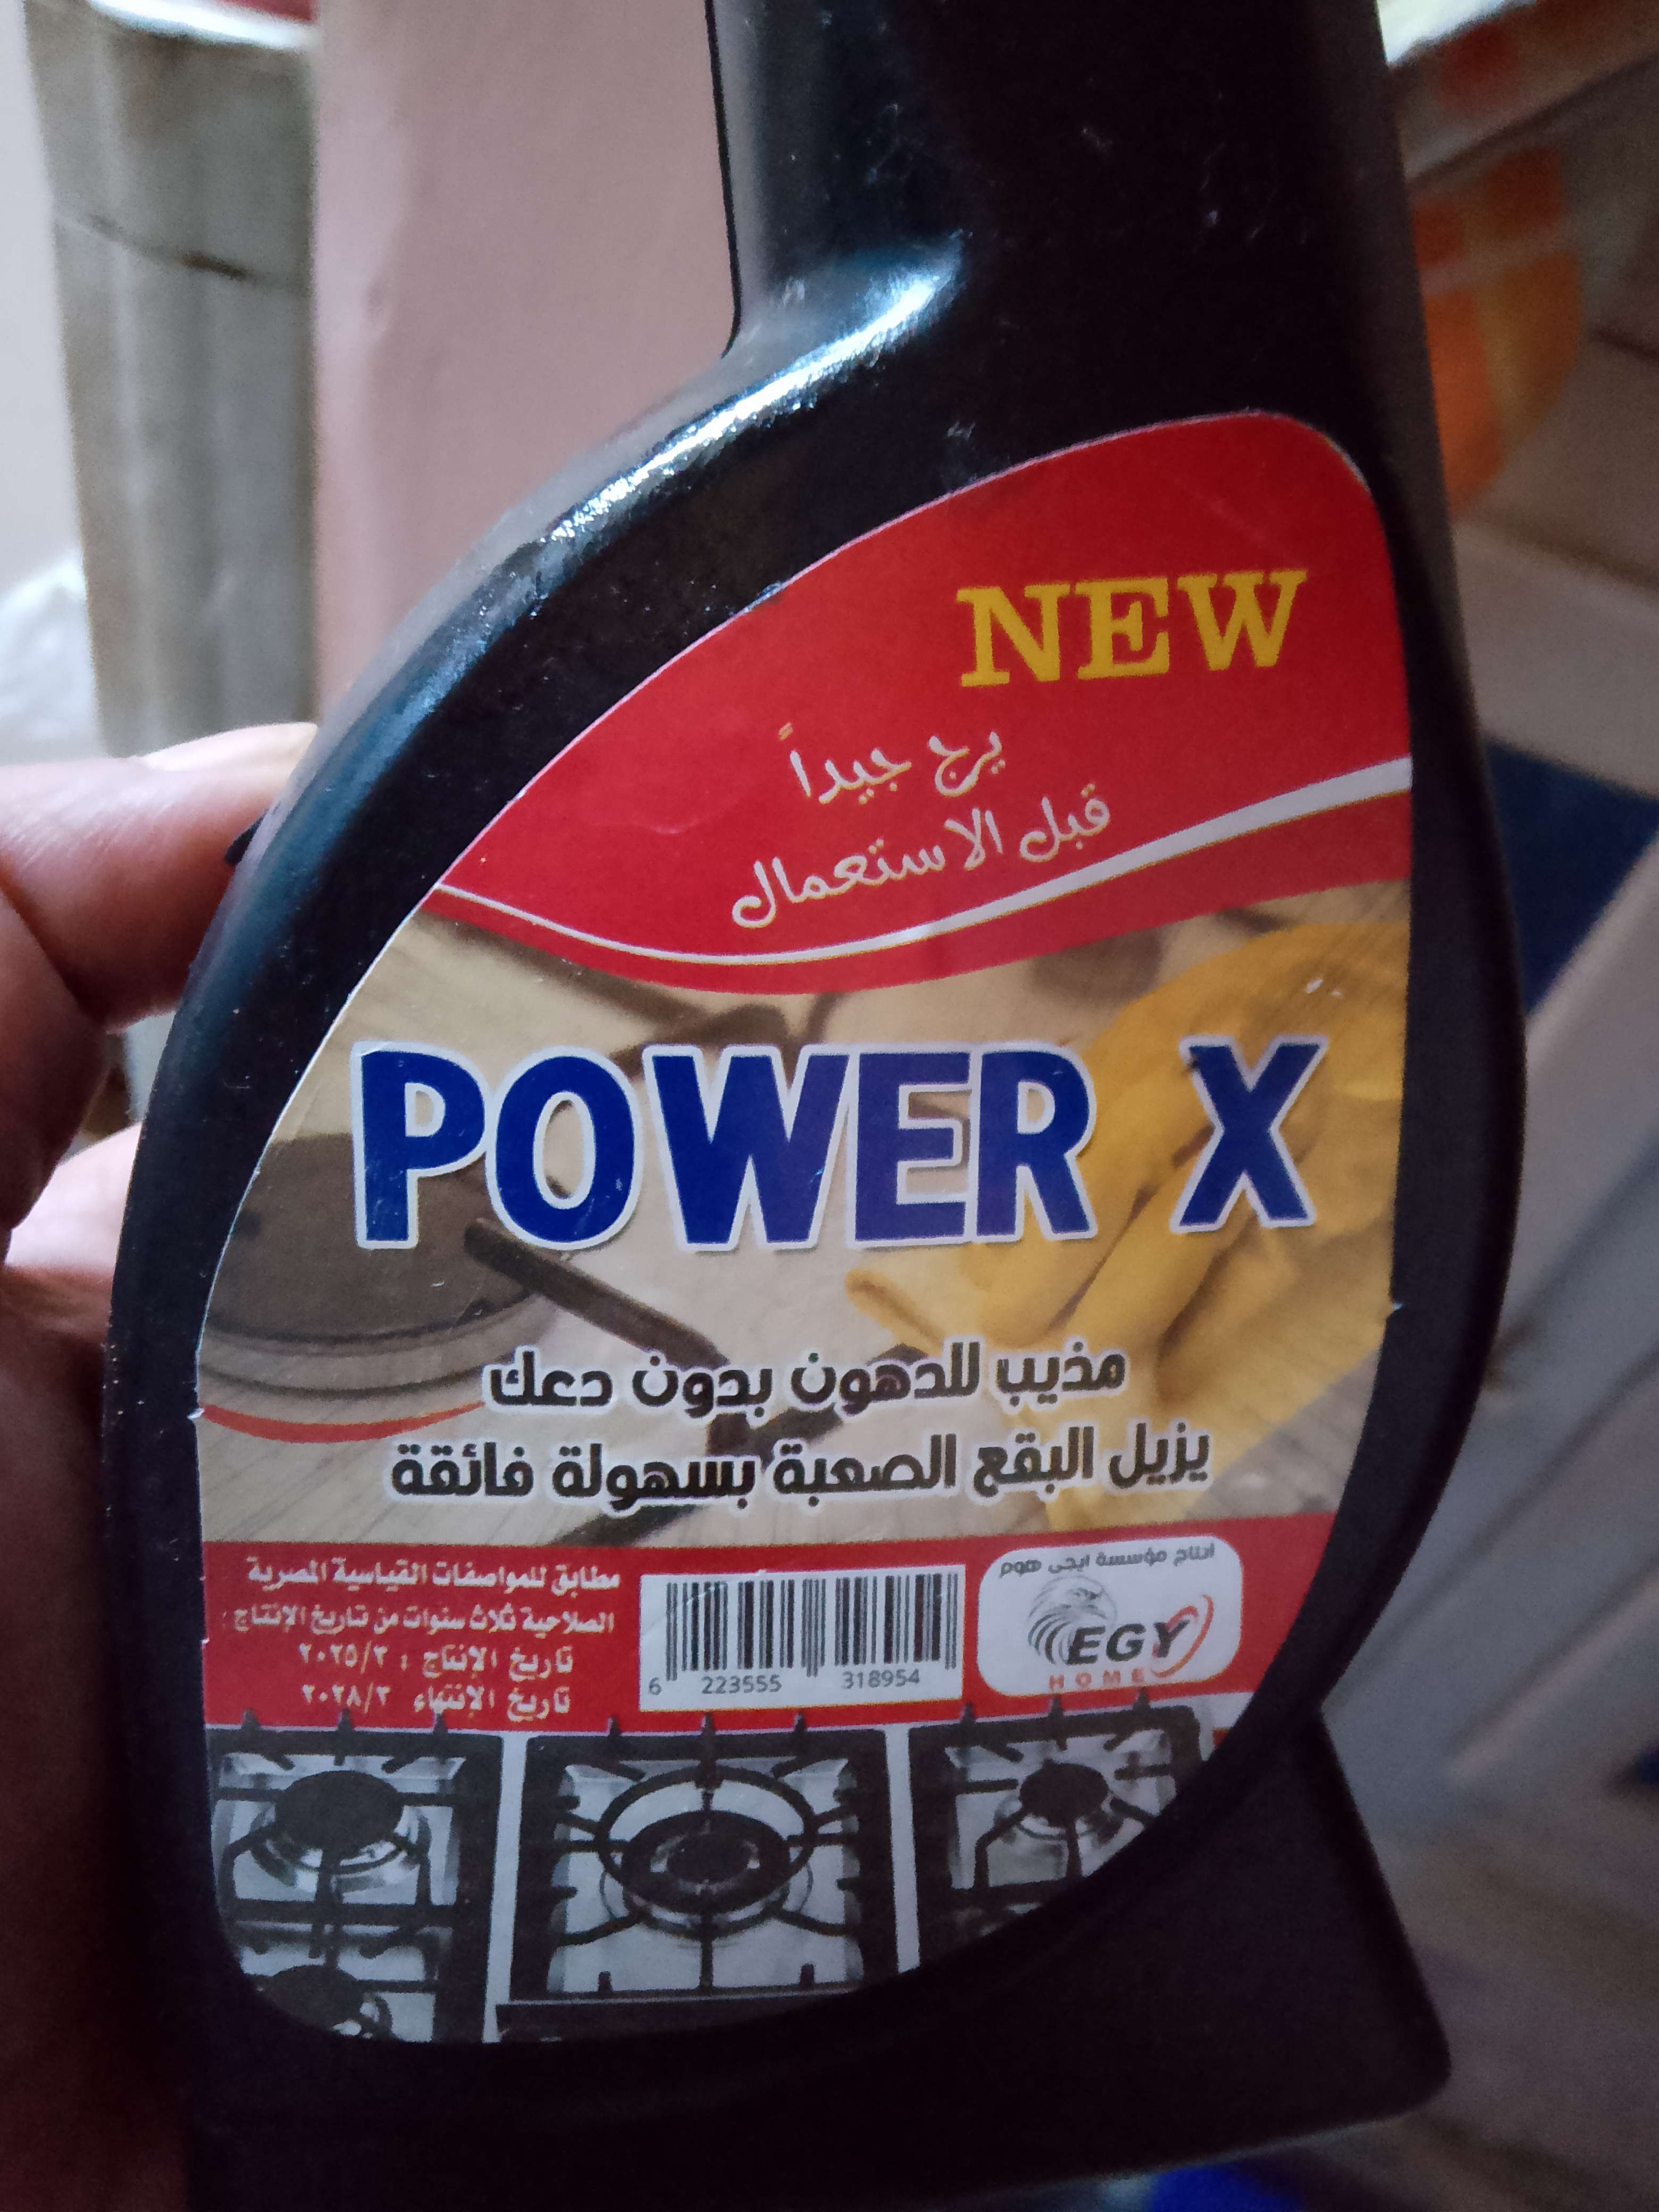 NEW
يرج جيداً
قبل الاستعمال
POWER X
مذيب للدهون بدون دعك
يزيل البقع الصعبة بسهولة فائقة
مطابق للمواصفات القياسية المصرية
الصلاحية ثلاث سنوات من تاريخ الإنتاج :
تاريخ الإنتاج : ٢٠٢٥/٣
تاريخ الإنتهاء ٢٠٢٨/٣
6 223555 318954
انتاج مؤسسة ايجى هوم
EGY
HOME